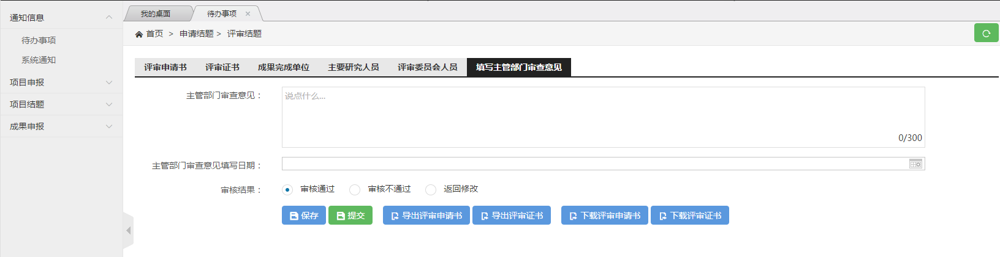 通知信息
待办事项
系统通知
项目申报
项目结题
成果申报
我的桌面 待办事项 ×
首页 > 申请结题 > 评审结题
评审申请书 评审证书 成果完成单位 主要研究人员 评审委员会人员 填写主管部门审查意见
主管部门审查意见：
说点什么...
0/300
主管部门审查意见填写日期：
审核结果： 审核通过 审核不通过 返回修改
保存 提交 导出评审申请书 导出评审证书 下载评审申请书 下载评审证书